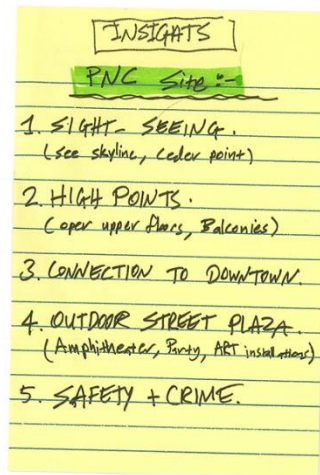 INSIGHTS
PNC Site :-
1. SIGHT- SEEING.
(see skyline, Ceder point)
2. HIGH POINTS.
(oper upper floors, Balconies)
3. CONNECTION TO DOWNTOWN.
4. OUTDOOR STREET PLAZA.
(Amphitheater, Party, ART installations)
5. SAFETY + CRIME.